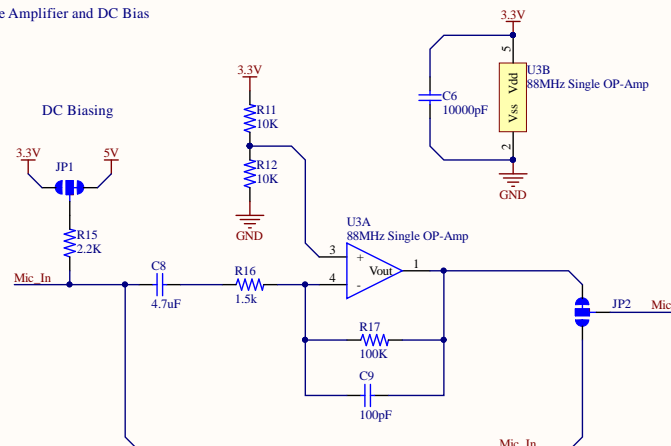 e Amplifier and DC Bias
3.3V
5
U3B
Vdd
Vss
88MHz Single OP-Amp
C6
10000pF
2
GND
3.3V
R11
10K
R12
10K
GND
DC Biasing
3.3V
5V
JP1
R15
2.2K
Mic_In
C8
4.7uF
R16
1.5k
U3A
88MHz Single OP-Amp
3
+
Vout
1
4
-
R17
100K
C9
100pF
JP2
Mic
Mic_In